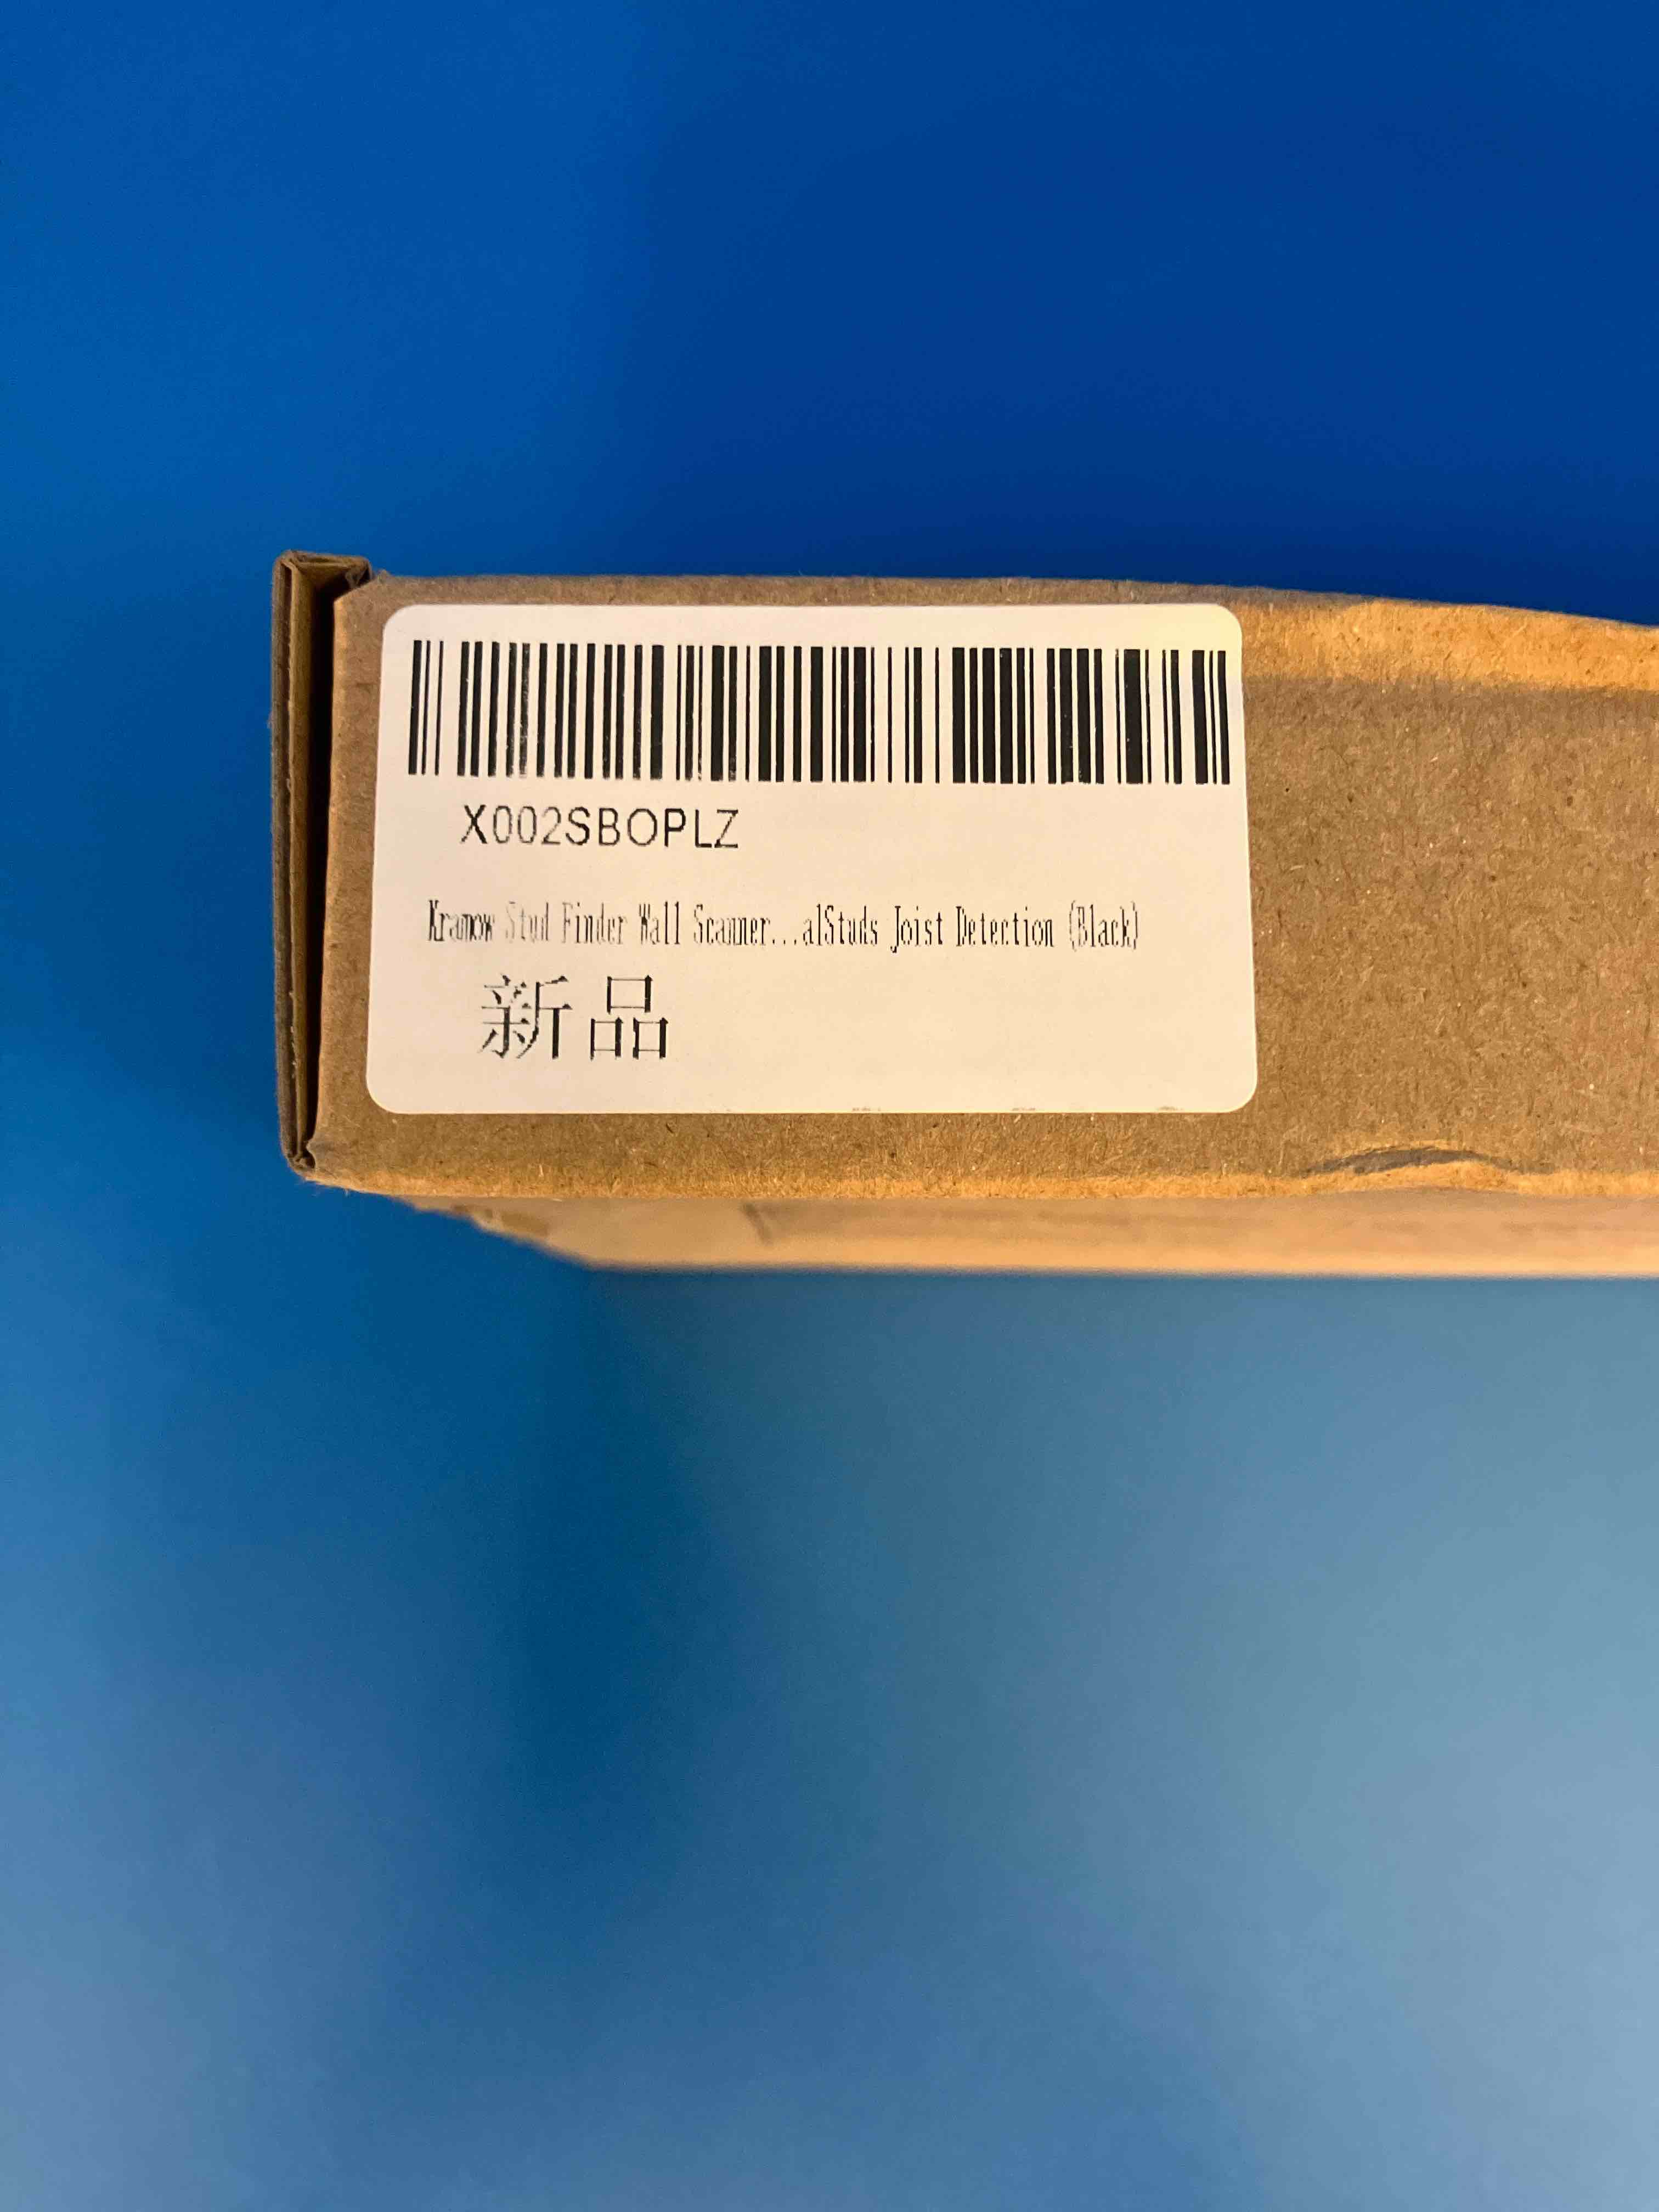 X002SBOPLZ
Kramow Stud Finder Wall Scanner...alStuds Joist Detection (Black)
新品